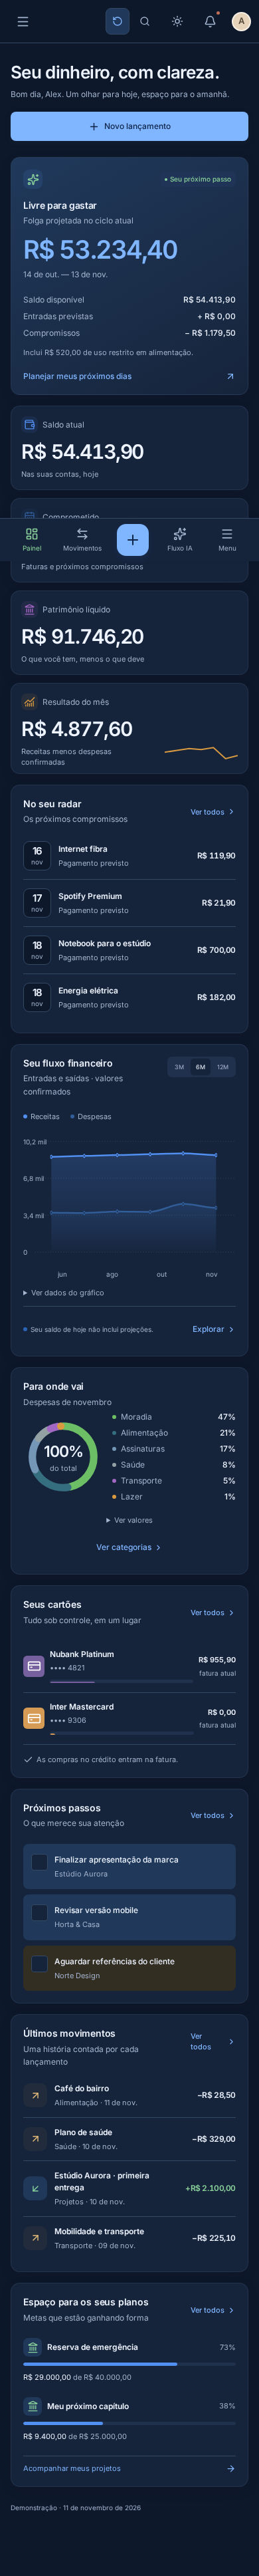 A
Seu dinheiro, com clareza.
Bom dia, Alex. Um olhar para hoje, espaço para o amanhã.
Novo lançamento
Seu próximo passo
Livre para gastar
Folga projetada no ciclo atual
R$ 53.234,40
14 de out. — 13 de nov.
Saldo disponível R$ 54.413,90
Entradas previstas + R$ 0,00
Compromissos − R$ 1.179,50
Inclui R$ 520,00 de uso restrito em alimentação.
Planejar meus próximos dias
Saldo atual
R$ 54.413,90
Nas suas contas, hoje
Comprometido
Painel Movimentos Fluxo IA Menu
Faturas e próximos compromissos
Patrimônio líquido
R$ 91.746,20
O que você tem, menos o que deve
Resultado do mês
R$ 4.877,60
Receitas menos despesas
confirmadas
No seu radar
Ver todos
Os próximos compromissos
16 nov Internet fibra R$ 119,90
Pagamento previsto
17 nov Spotify Premium R$ 21,90
Pagamento previsto
18 nov Notebook para o estúdio R$ 700,00
Pagamento previsto
18 nov Energia elétrica R$ 182,00
Pagamento previsto
Seu fluxo financeiro
3M 6M 12M
Entradas e saídas · valores
confirmados
Receitas Despesas
10,2 mil
6,8 mil
3,4 mil
0
jun ago out nov
Ver dados do gráfico
Seu saldo de hoje não inclui projeções. Explorar
Para onde vai
Despesas de novembro
100%
do total
Moradia 47%
Alimentação 21%
Assinaturas 17%
Saúde 8%
Transporte 5%
Lazer 1%
Ver valores
Ver categorias
Seus cartões
Ver todos
Tudo sob controle, em um lugar
Nubank Platinum R$ 955,90
•••• 4821 fatura atual
Inter Mastercard R$ 0,00
•••• 9306 fatura atual
As compras no crédito entram na fatura.
Próximos passos
Ver todos
O que merece sua atenção
Finalizar apresentação da marca
Estúdio Aurora
Revisar versão mobile
Horta & Casa
Aguardar referências do cliente
Norte Design
Últimos movimentos
Ver todos
Uma história contada por cada
lançamento
Café do bairro −R$ 28,50
Alimentação · 11 de nov.
Plano de saúde −R$ 329,00
Saúde · 10 de nov.
Estúdio Aurora · primeira
entrega +R$ 2.100,00
Projetos · 10 de nov.
Mobilidade e transporte −R$ 225,10
Transporte · 09 de nov.
Espaço para os seus planos
Ver todos
Metas que estão ganhando forma
Reserva de emergência 73%
R$ 29.000,00 de R$ 40.000,00
Meu próximo capítulo 38%
R$ 9.400,00 de R$ 25.000,00
Acompanhar meus projetos
Demonstração · 11 de novembro de 2026